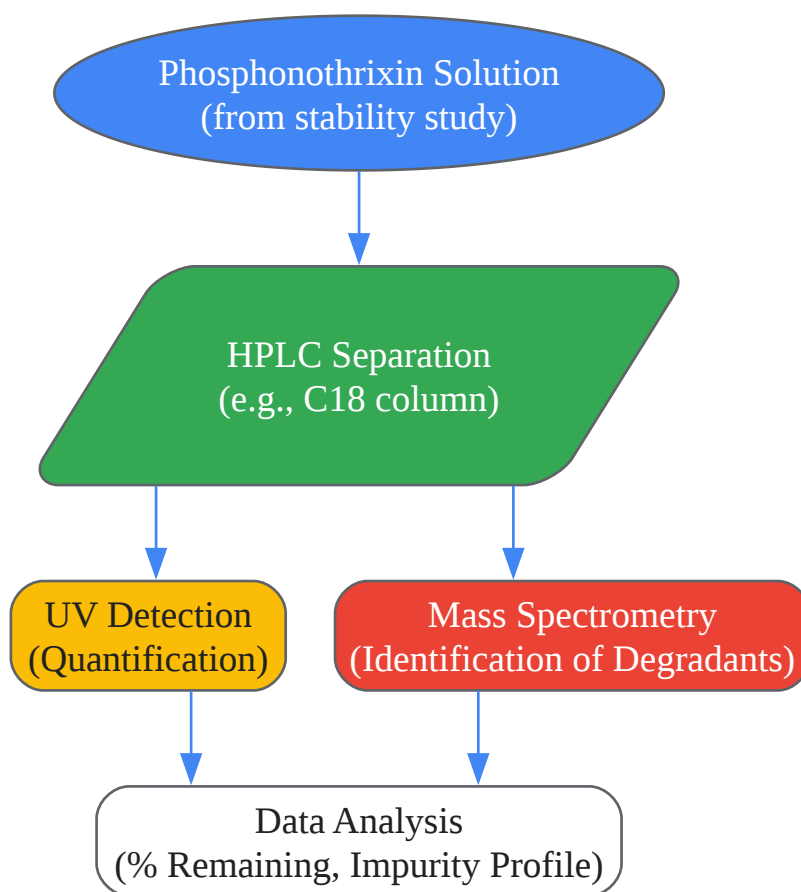 Phosphonothrixin Solution
(from stability study)
HPLC Separation
(e.g., C18 column)
UV Detection
(Quantification)
Mass Spectrometry
(Identification of Degradants)
Data Analysis
(% Remaining, Impurity Profile)